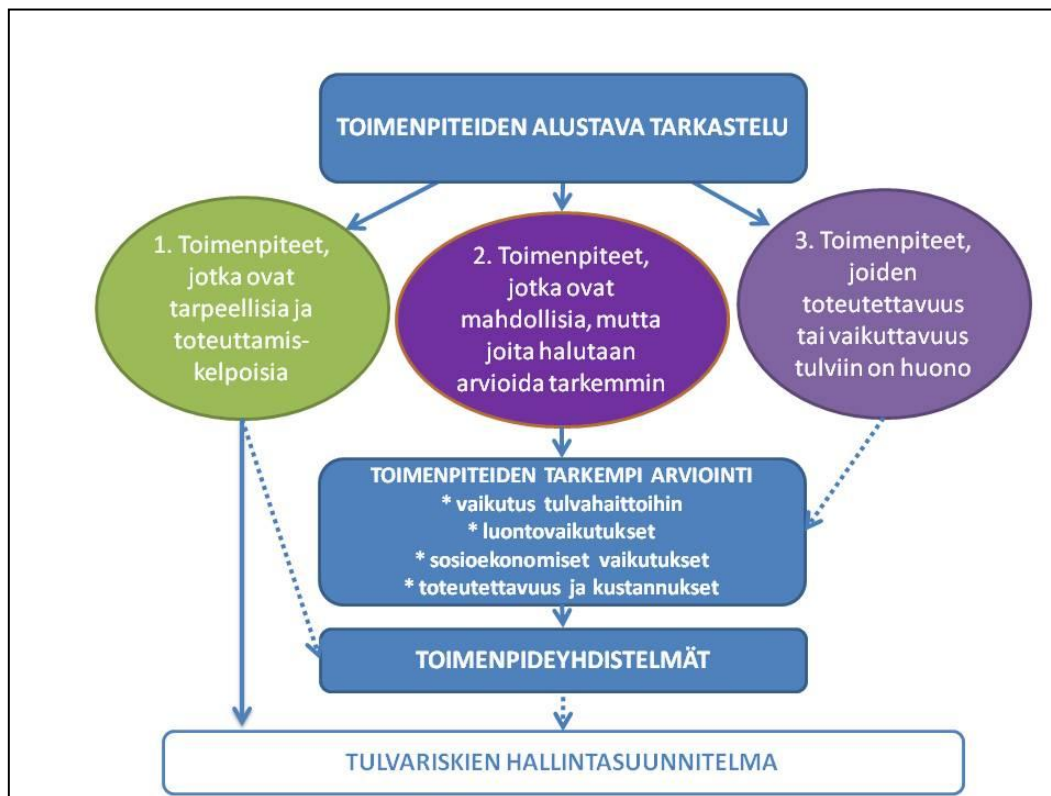 TOIMENPITEIDEN ALUSTAVA TARKASTELU
1. Toimenpiteet,
jotka ovat
tarpeellisia ja
toteuttamis-
kelpoisia
2. Toimenpiteet,
jotka ovat
mahdollisia, mutta
joita halutaan
arvioida tarkemmin
3. Toimenpiteet,
joiden
toteutettavuus
tai vaikuttavuus
tulviin on huono
TOIMENPITEIDEN TARKEMPI ARVIOINTI
* vaikutus tulvahaittoihin
* luontovaikutukset
* sosioekonomiset vaikutukset
* toteutettavuus ja kustannukset
TOIMENPIDEYHDISTELMÄT
TULVARISKIEN HALLINTASUUNNITELMA